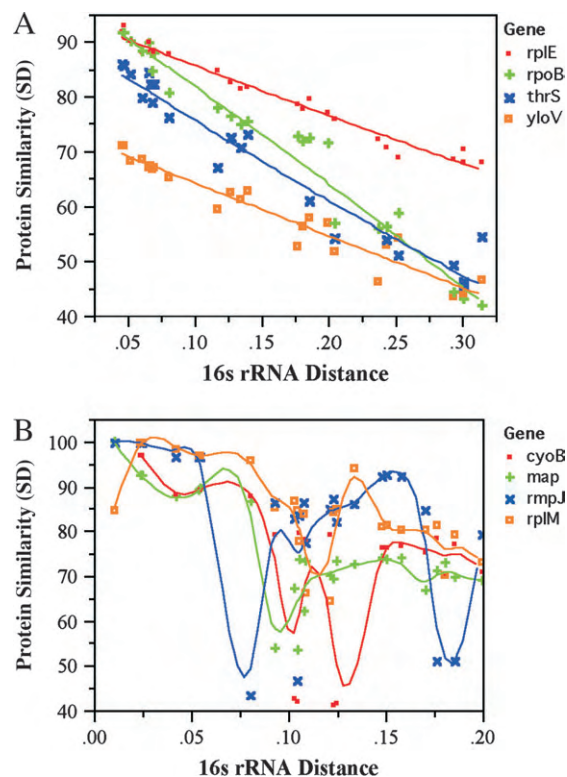 A
Protein Similarity (SD)
90
80
70
60
50
40
.05 .10 .15 .20 .25 .30
16s rRNA Distance
Gene
rplE
rpoB
thrS
yloV
B
Protein Similarity (SD)
100
90
80
70
60
50
40
.00 .05 .10 .15 .20
16s rRNA Distance
Gene
cyoB
map
rmpJ
rplM